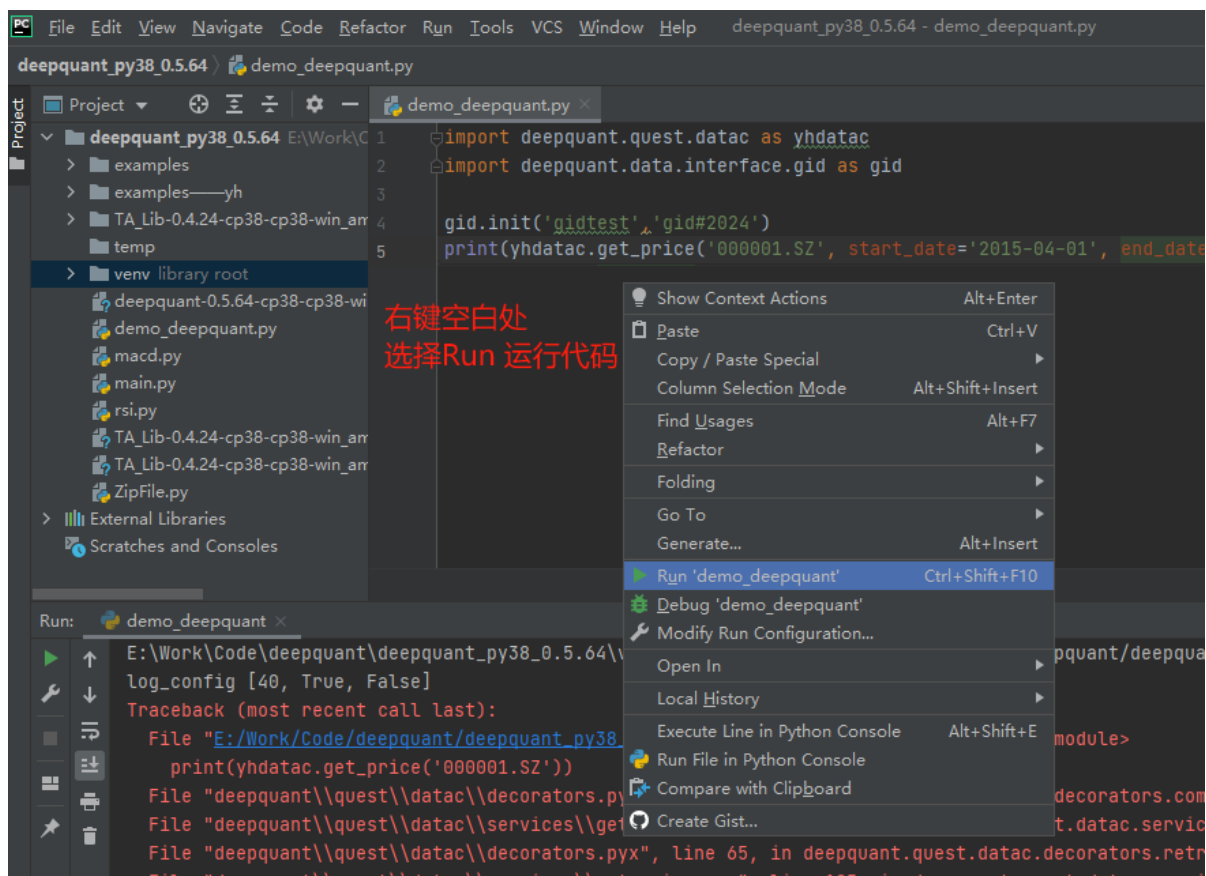 PC File Edit View Navigate Code Refactor Run Tools VCS Window Help deepquant_py38_0.5.64 - demo_deepquant.py
deepquant_py38_0.5.64 〉 demo_deepquant.py
Project
Project
demo_deepquant.py ×
deepquant_py38_0.5.64 E:\Work\C
examples
examples——yh
TA_Lib-0.4.24-cp38-cp38-win_am
temp
venv library root
deepquant-0.5.64-cp38-cp38-wi
demo_deepquant.py
macd.py
main.py
rsi.py
TA_Lib-0.4.24-cp38-cp38-win_am
TA_Lib-0.4.24-cp38-cp38-win_am
ZipFile.py
External Libraries
Scratches and Consoles
1 import deepquant.quest.datac as yhdatac
2 import deepquant.data.interface.gid as gid
3
4 gid.init('gidtest','gid#2024')
5 print(yhdatac.get_price('000001.SZ', start_date='2015-04-01', end_date
右键空白处
选择Run 运行代码
Show Context Actions Alt+Enter
Paste Ctrl+V
Copy / Paste Special
Column Selection Mode Alt+Shift+Insert
Find Usages Alt+F7
Refactor
Folding
Go To
Generate... Alt+Insert
Run 'demo_deepquant' Ctrl+Shift+F10
Debug 'demo_deepquant'
Modify Run Configuration...
Open In
Local History
Execute Line in Python Console Alt+Shift+E
Run File in Python Console
Compare with Clipboard
Create Gist...
Run: demo_deepquant ×
E:\Work\Code\deepquant\deepquant_py38_0.5.64\v pquant/deepqua
log_config [40, True, False]
Traceback (most recent call last):
File "E:/Work/Code/deepquant/deepquant_py38_ module>
print(yhdatac.get_price('000001.SZ'))
File "deepquant\\quest\\datac\\decorators.py decorators.com
File "deepquant\\quest\\datac\\services\\get t.datac.servic
File "deepquant\\quest\\datac\\decorators.pyx", line 65, in deepquant.quest.datac.decorators.retr